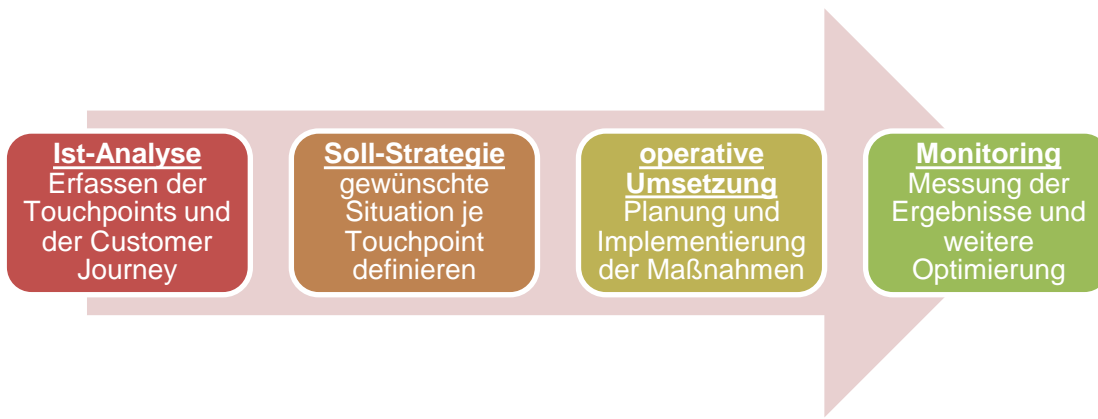 Ist-Analyse
Erfassen der
Touchpoints und
der Customer
Journey
Soll-Strategie
gewünschte
Situation je
Touchpoint
definieren
operative
Umsetzung
Planung und
Implementierung
der Maßnahmen
Monitoring
Messung der
Ergebnisse und
weitere
Optimierung